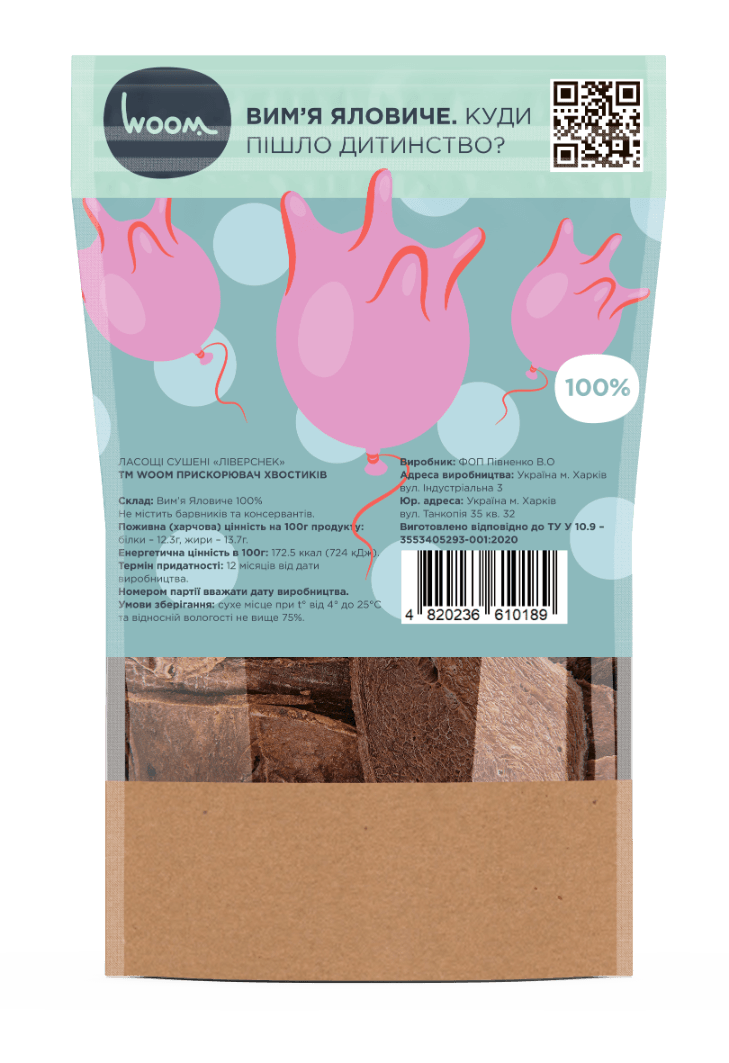 woom
ВИМ'Я ЯЛОВИЧЕ. КУДИ
ПІШЛО ДИТИНСТВО?
100%
ЛАСОЩІ СУШЕНІ «ЛІВЕРСНЕК»
ТМ WOOM ПРИСКОРЮВАЧ ХВОСТИКІВ
Склад: Вим'я Яловиче 100%
Не містить барвників та консервантів.
Поживна (харчова) цінність на 100г продукту:
білки – 12.3г, жири – 13.7г.
Енергетична цінність в 100г: 172.5 ккал (724 кДж).
Термін придатності: 12 місяців від дати
виробництва.
Номером партії вважати дату виробництва.
Умови зберігання: сухе місце при t° від 4° до 25°С
та відносній вологості не вище 75%.
Виробник: ФОП Півненко В.О
Адреса виробництва: Україна м. Харків
вул. Індустріальна 3
Юр. адреса: Україна м. Харків
вул. Танкопія 35 кв. 32
Виготовлено відповідно до ТУ У 10.9 –
3553405293-001:2020
4 820236 610189